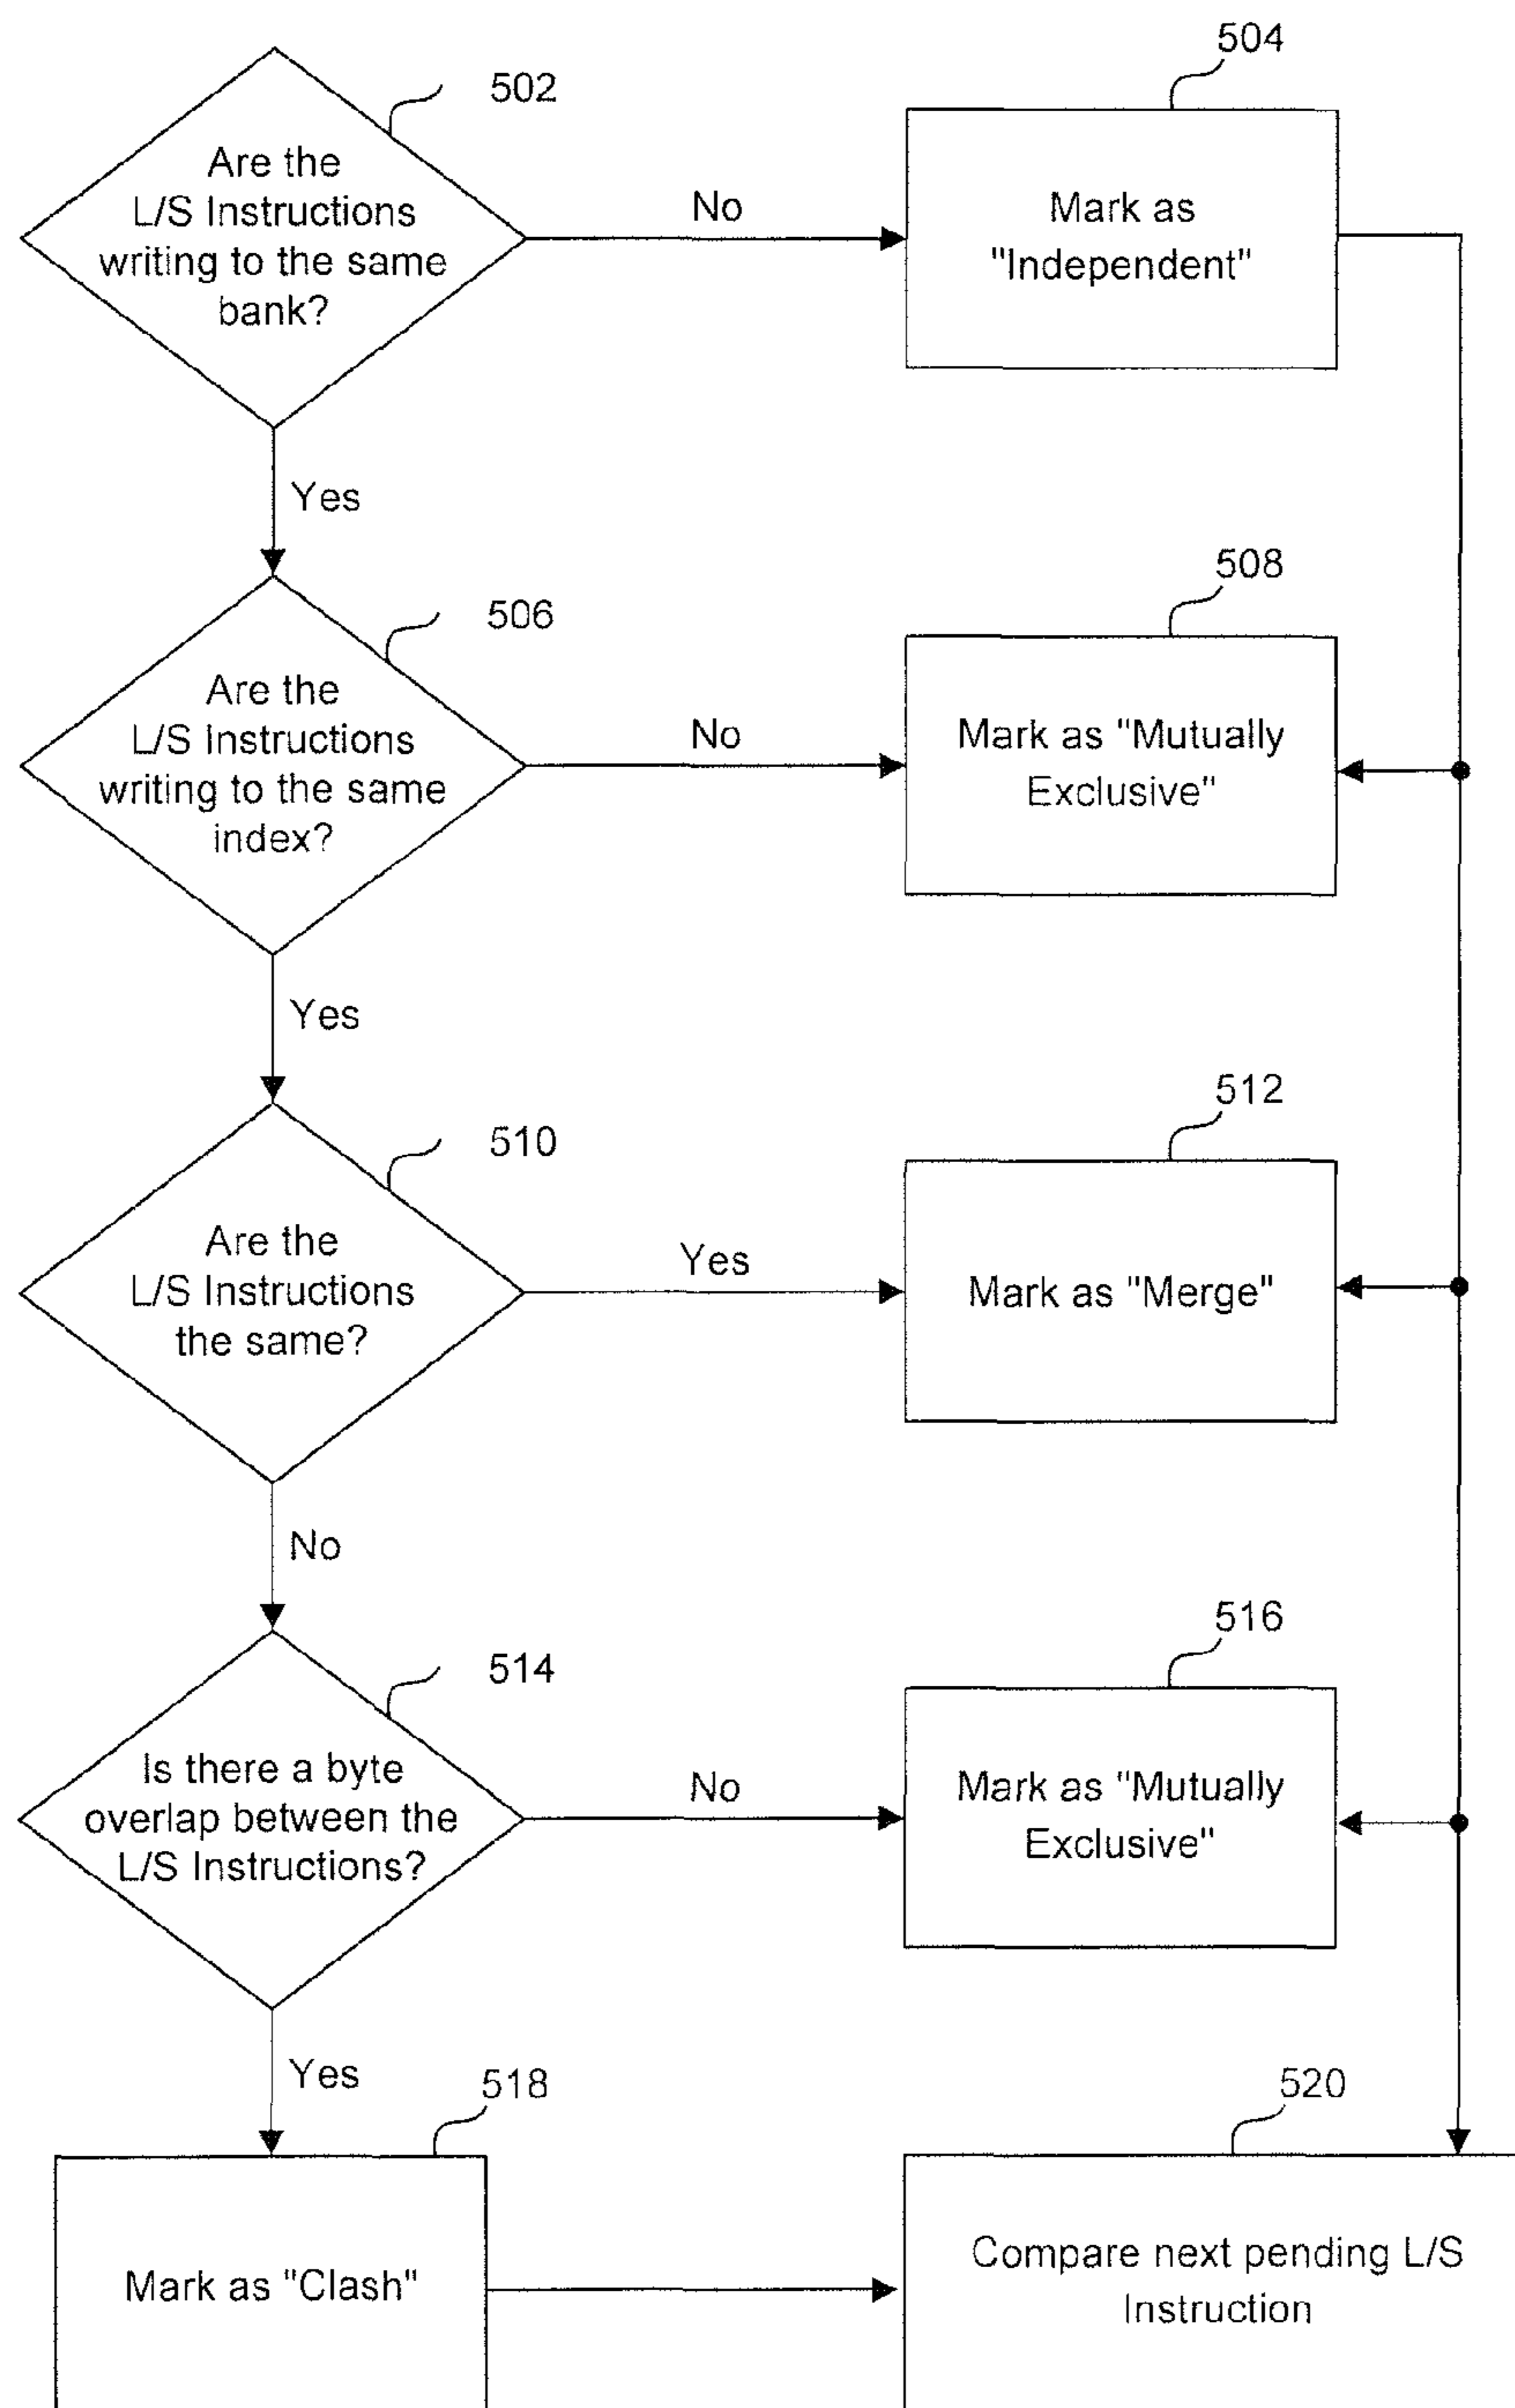 502
Are the
L/S Instructions
writing to the same
bank?
No
504
Mark as
"Independent"
Yes
506
Are the
L/S Instructions
writing to the same
index?
No
508
Mark as "Mutually
Exclusive"
Yes
510
Are the
L/S Instructions
the same?
Yes
512
Mark as "Merge"
No
514
Is there a byte
overlap between the
L/S Instructions?
No
516
Mark as "Mutually
Exclusive"
Yes
518
Mark as "Clash"
520
Compare next pending L/S
Instruction